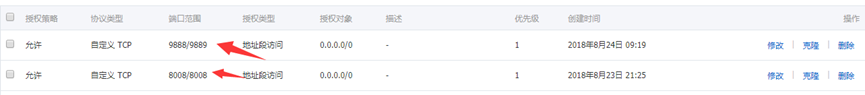 授权策略 协议类型 端口范围 授权类型 授权对象 描述 优先级 创建时间 操作
允许 自定义 TCP 9888/9889 地址段访问 0.0.0.0/0 - 1 2018年8月24日 09:19 修改 | 克隆 | 删除
允许 自定义 TCP 8008/8008 地址段访问 0.0.0.0/0 - 1 2018年8月23日 21:25 修改 | 克隆 | 删除